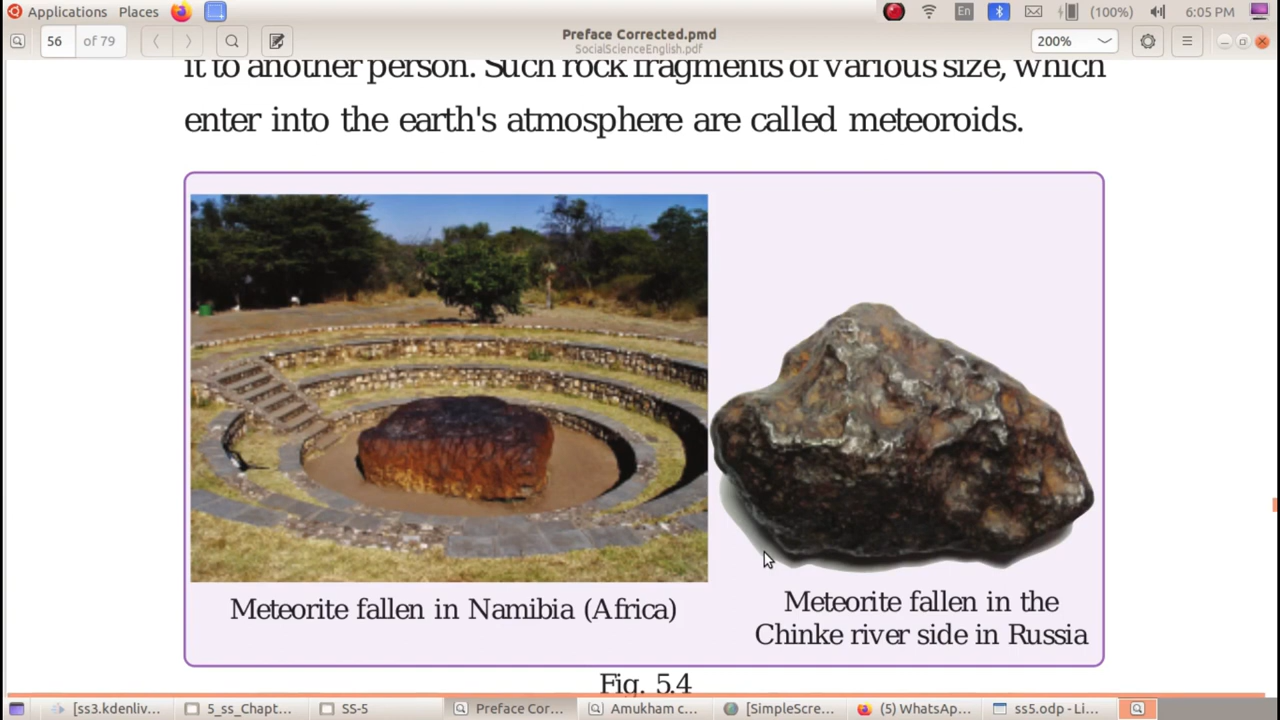 Applications Places En (100%) 6:05 PM
56 of 79 Preface Corrected.pmd 200%
SocialScienceEnglish.pdf
it to another person. Such rock fragments of various size, which
enter into the earth's atmosphere are called meteoroids.
Meteorite fallen in Namibia (Africa)
Meteorite fallen in the
Chinke river side in Russia
Fig. 5.4
[ss3.kdenliv... 5_ss_Chapt... SS-5 Preface Cor... Amukham c... [SimpleScre... (5) WhatsAp... ss5.odp - Li...